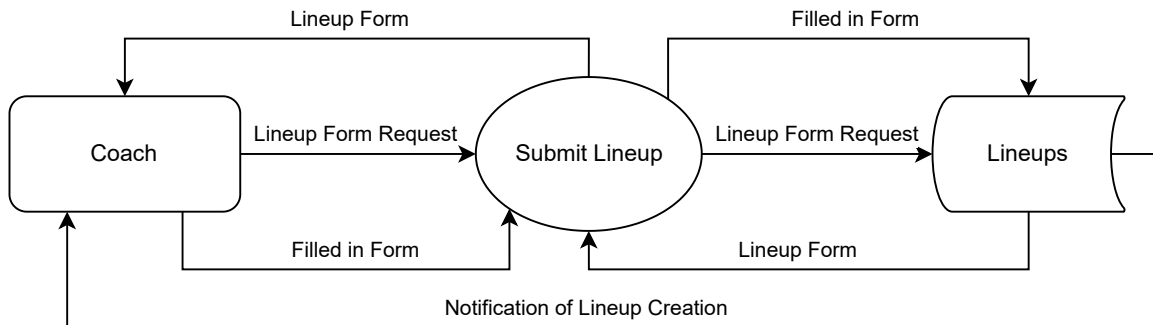 Lineup Form
Filled in Form
Coach
Lineup Form Request
Submit Lineup
Lineup Form Request
Lineups
Filled in Form
Lineup Form
Notification of Lineup Creation